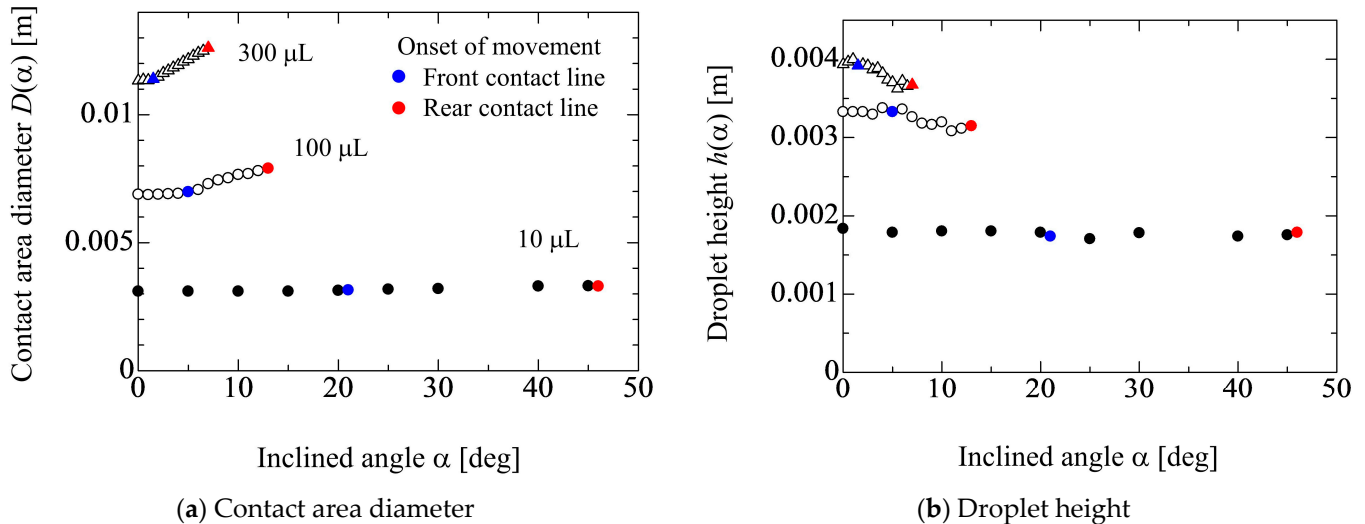 Contact area diameter D(α) [m]
0.01
0.005
0
300 μL
100 μL
10 μL
Onset of movement
Front contact line
Rear contact line
0 10 20 30 40 50
Inclined angle α [deg]
(a) Contact area diameter
Droplet height h(α) [m]
0.004
0.003
0.002
0.001
0
0 10 20 30 40 50
Inclined angle α [deg]
(b) Droplet height